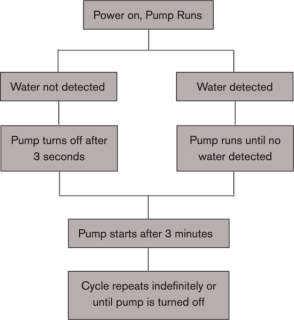 Power on, Pump Runs
Water not detected
Water detected
Pump turns off after
3 seconds
Pump runs until no
water detected
Pump starts after 3 minutes
Cycle repeats indefinitely or
until pump is turned off